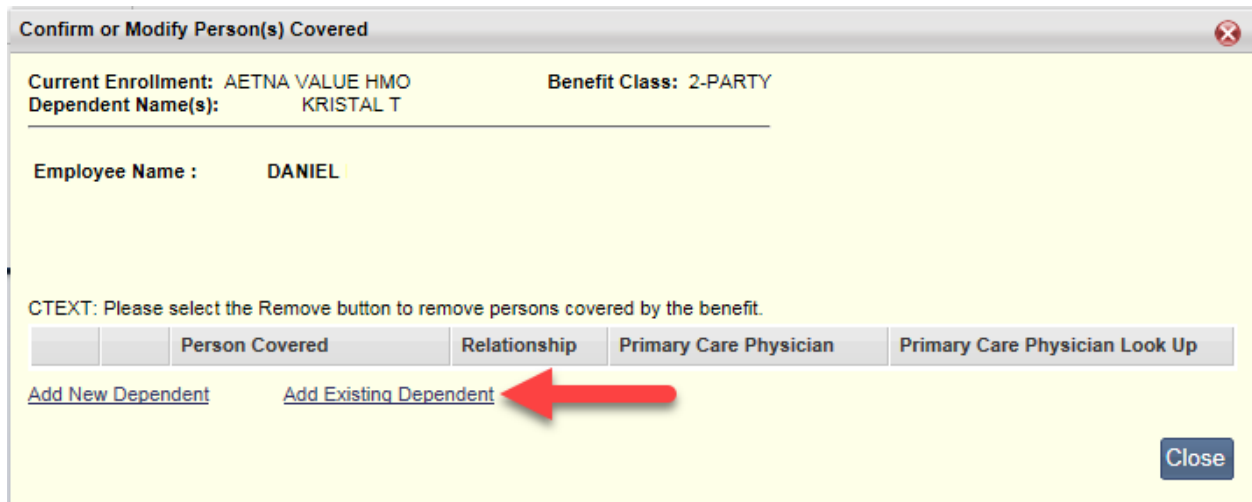 Confirm or Modify Person(s) Covered
Current Enrollment: AETNA VALUE HMO Benefit Class: 2-PARTY
Dependent Name(s): KRISTAL T
Employee Name : DANIEL
CTEXT: Please select the Remove button to remove persons covered by the benefit.
Person Covered Relationship Primary Care Physician Primary Care Physician Look Up
Add New Dependent Add Existing Dependent
Close